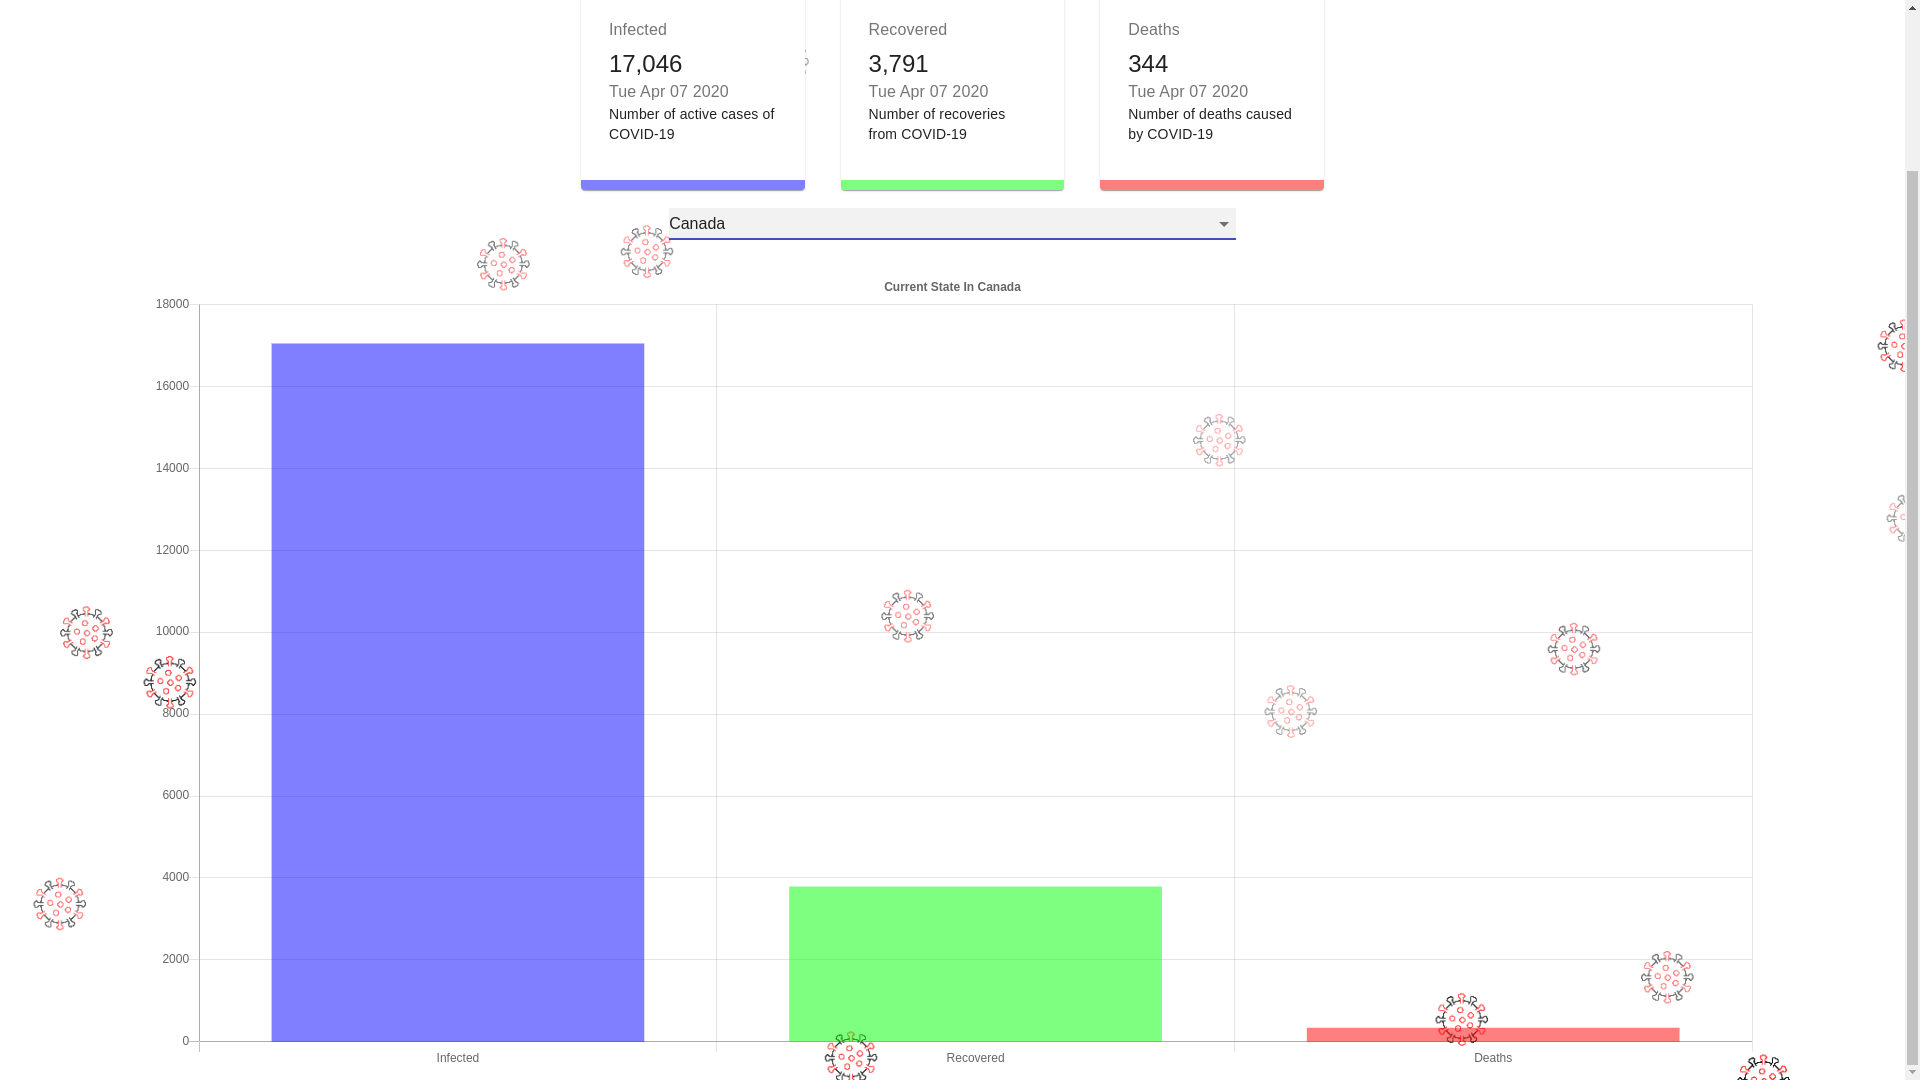 Infected
17,046
Tue Apr 07 2020
Number of active cases of
COVID-19
Recovered
3,791
Tue Apr 07 2020
Number of recoveries
from COVID-19
Deaths
344
Tue Apr 07 2020
Number of deaths caused
by COVID-19
Canada
Current State In Canada
18000
16000
14000
12000
10000
8000
6000
4000
2000
0
Infected
Recovered
Deaths